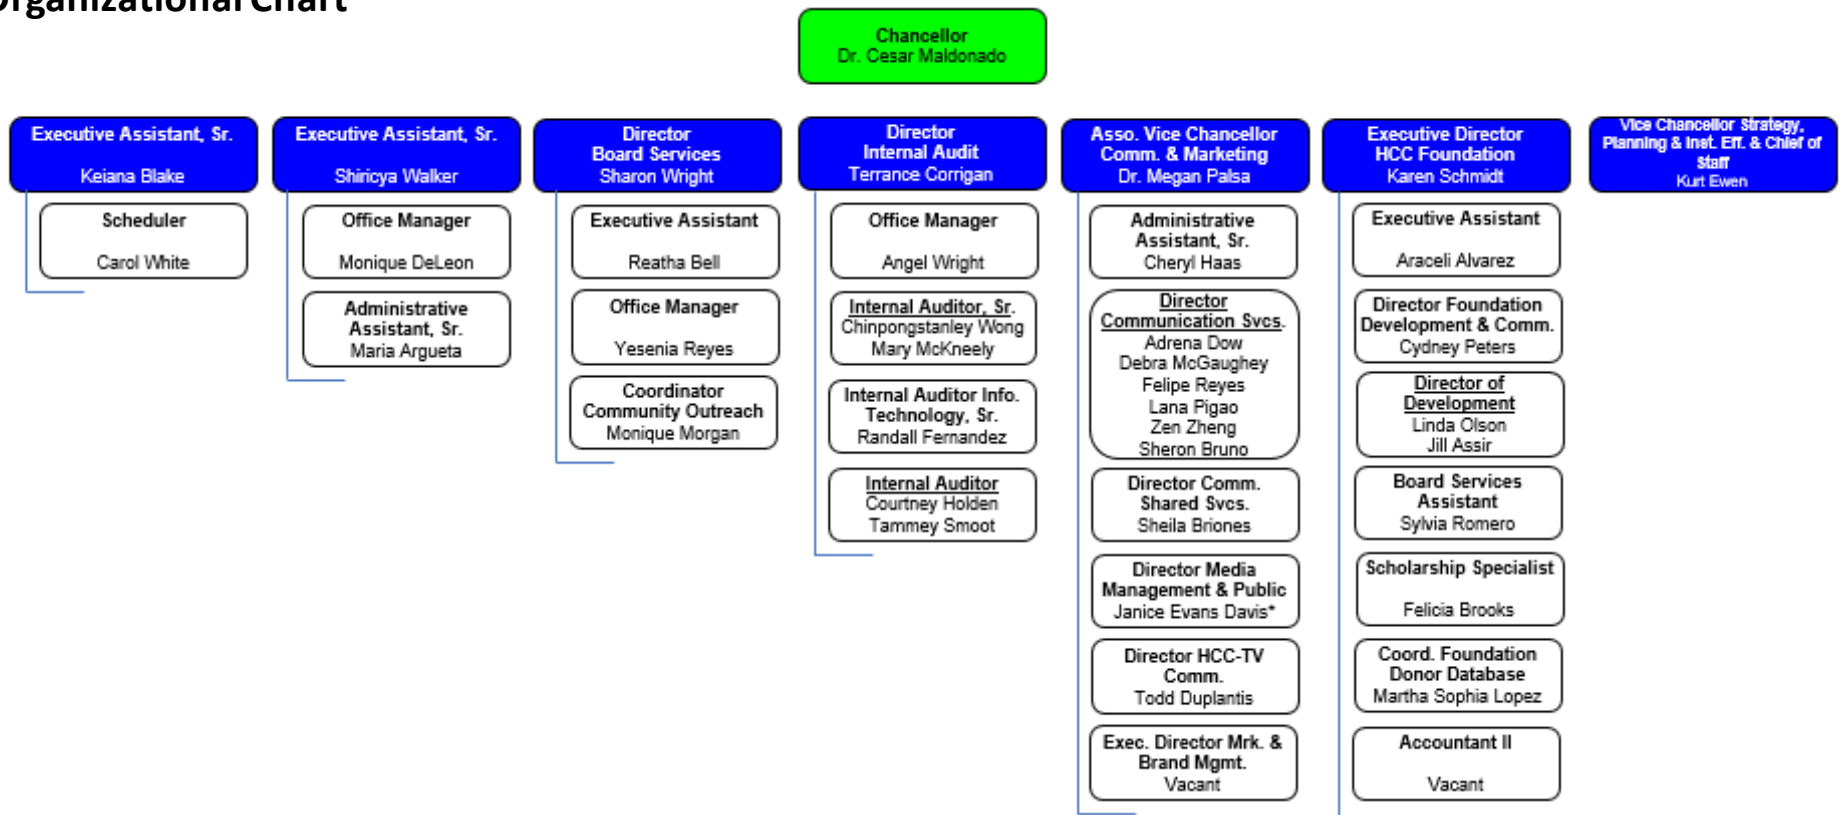 Organizational Chart
Chancellor
Dr. Cesar Maldonado
Executive Assistant, Sr.
Keiana Blake
Scheduler
Carol White
Executive Assistant, Sr.
Shiricya Walker
Office Manager
Monique DeLeon
Administrative
Assistant, Sr.
Maria Argueta
Director
Board Services
Sharon Wright
Executive Assistant
Reatha Bell
Office Manager
Yesenia Reyes
Coordinator
Community Outreach
Monique Morgan
Director
Internal Audit
Terrance Corrigan
Office Manager
Angel Wright
Internal Auditor, Sr.
Chinpongstanley Wong
Mary McKneely
Internal Auditor Info.
Technology, Sr.
Randall Fernandez
Internal Auditor
Courtney Holden
Tammey Smoot
Asso. Vice Chancellor
Comm. & Marketing
Dr. Megan Palsa
Administrative
Assistant, Sr.
Cheryl Haas
Director
Communication Svcs.
Adrena Dow
Debra McGaughey
Felipe Reyes
Lana Pigao
Zen Zheng
Sheron Bruno
Director Comm.
Shared Svcs.
Sheila Briones
Director Media
Management & Public
Janice Evans Davis*
Director HCC-TV
Comm.
Todd Duplantis
Exec. Director Mrk. &
Brand Mgmt.
Vacant
Executive Director
HCC Foundation
Karen Schmidt
Executive Assistant
Araceli Alvarez
Director Foundation
Development & Comm.
Cydney Peters
Director of
Development
Linda Olson
Jill Assir
Board Services
Assistant
Sylvia Romero
Scholarship Specialist
Felicia Brooks
Coord. Foundation
Donor Database
Martha Sophia Lopez
Accountant II
Vacant
Vice Chancellor Strategy,
Planning & Inst. Eff. & Chief of
Staff
Kurt Ewen